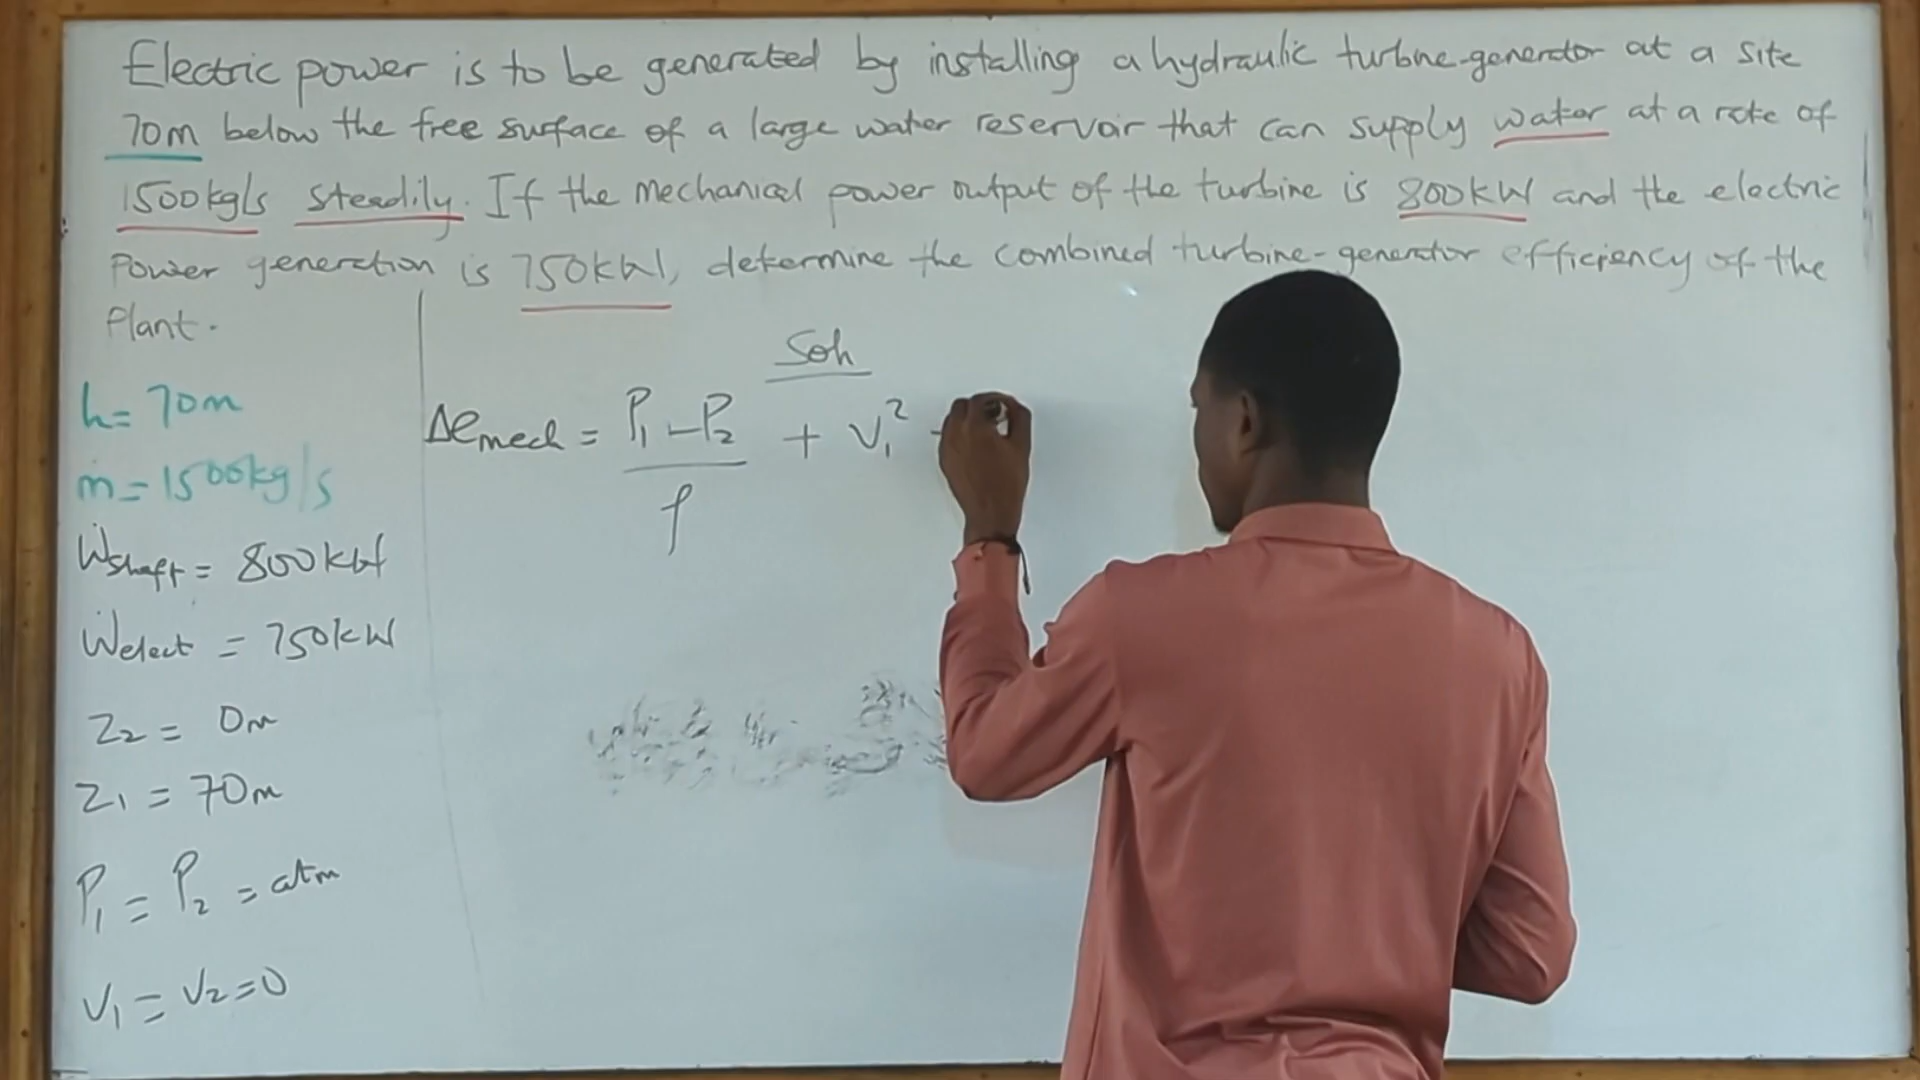 Electric power is to be generated by installing a hydraulic turbine-generator at a site
70m below the free surface of a large water reservoir that can supply water at a rate of
1500kg/s steadily. If the mechanical power output of the turbine is 800kW and the electric
Power generation is 750kW, determine the combined turbine-generator efficiency of the
Plant.
h = 70m
ṁ = 1500kg/s
Ẇshaft = 800kW
Ẇelect = 750kW
Z₂ = 0m
Z₁ = 70m
P₁ = P₂ = atm
V₁ = V₂ = 0
Soln
Δemech = (P₁ - P₂)/ρ + V₁² -